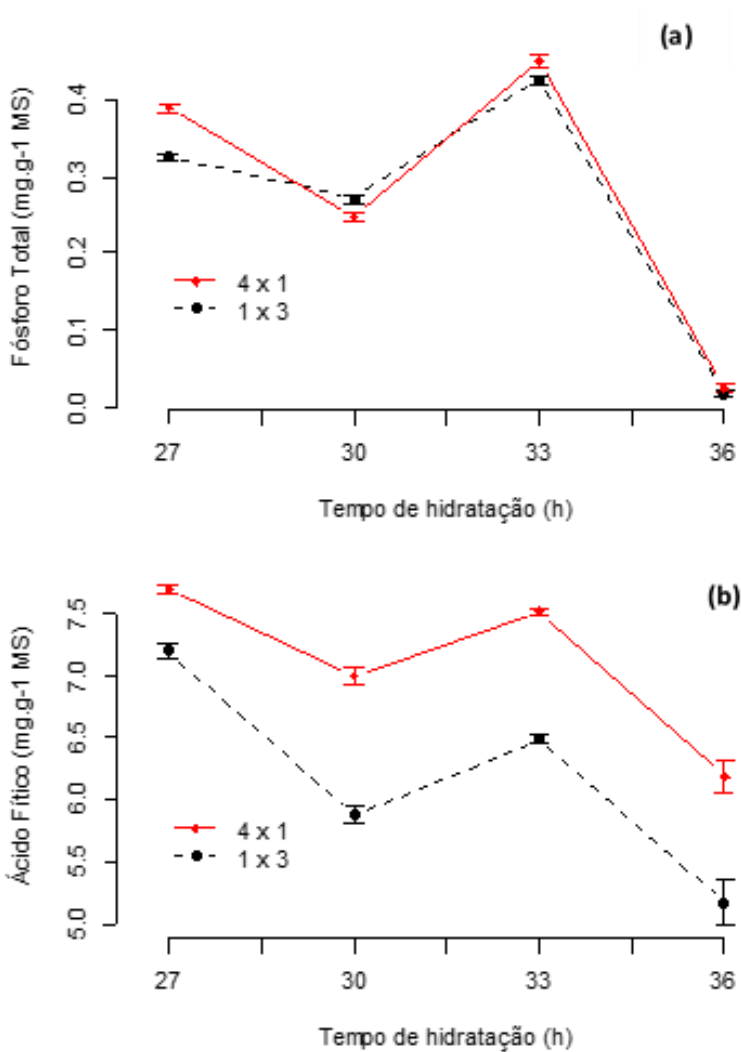 (a)
Fósforo Total (mg.g-1 MS)
0.4
0.3
0.2
0.1
0.0
4 x 1
1 x 3
27 30 33 36
Tempo de hidratação (h)
(b)
Ácido Fítico (mg.g-1 MS)
7.5
7.0
6.5
6.0
5.5
5.0
4 x 1
1 x 3
27 30 33 36
Tempo de hidratação (h)